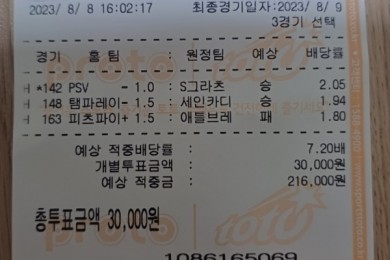 2023/ 8/ 8 16:02:17 최종경기일자:2023/ 8/ 9
3경기 선택
경기 홈팀 : 원정팀 예상 배당률
H *142 PSV - 1.0 : S그라츠 승 2.05
H 148 탬파레이- 1.5 : 세인카디 승 1.94
H 163 피츠파이+ 1.5 : 애틀브레 패 1.80
예상 적중배당률 : 7.20배
개별투표금액 : 30,000원
예상 적중금 : 216,000원
총투표금액 30,000원
proto toto
1086165069